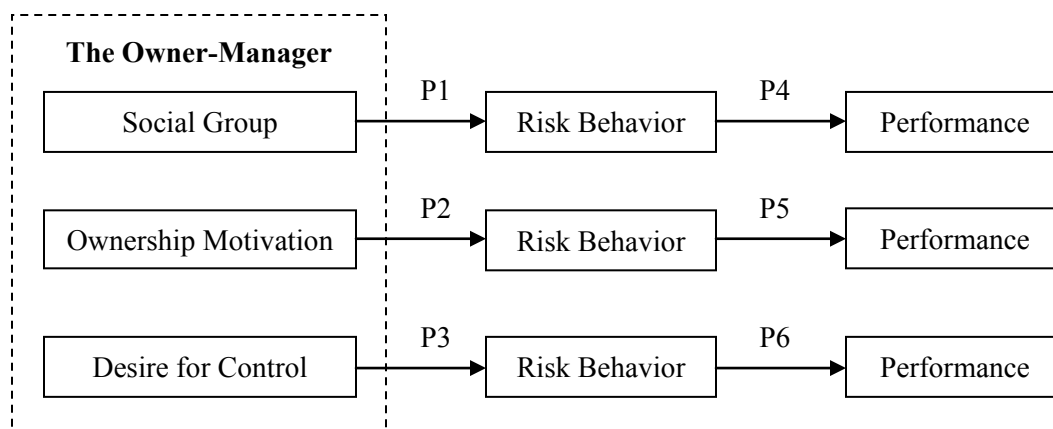 The Owner-Manager
P1
P4
Social Group
Risk Behavior
Performance
P2
P5
Ownership Motivation
Risk Behavior
Performance
P3
P6
Desire for Control
Risk Behavior
Performance